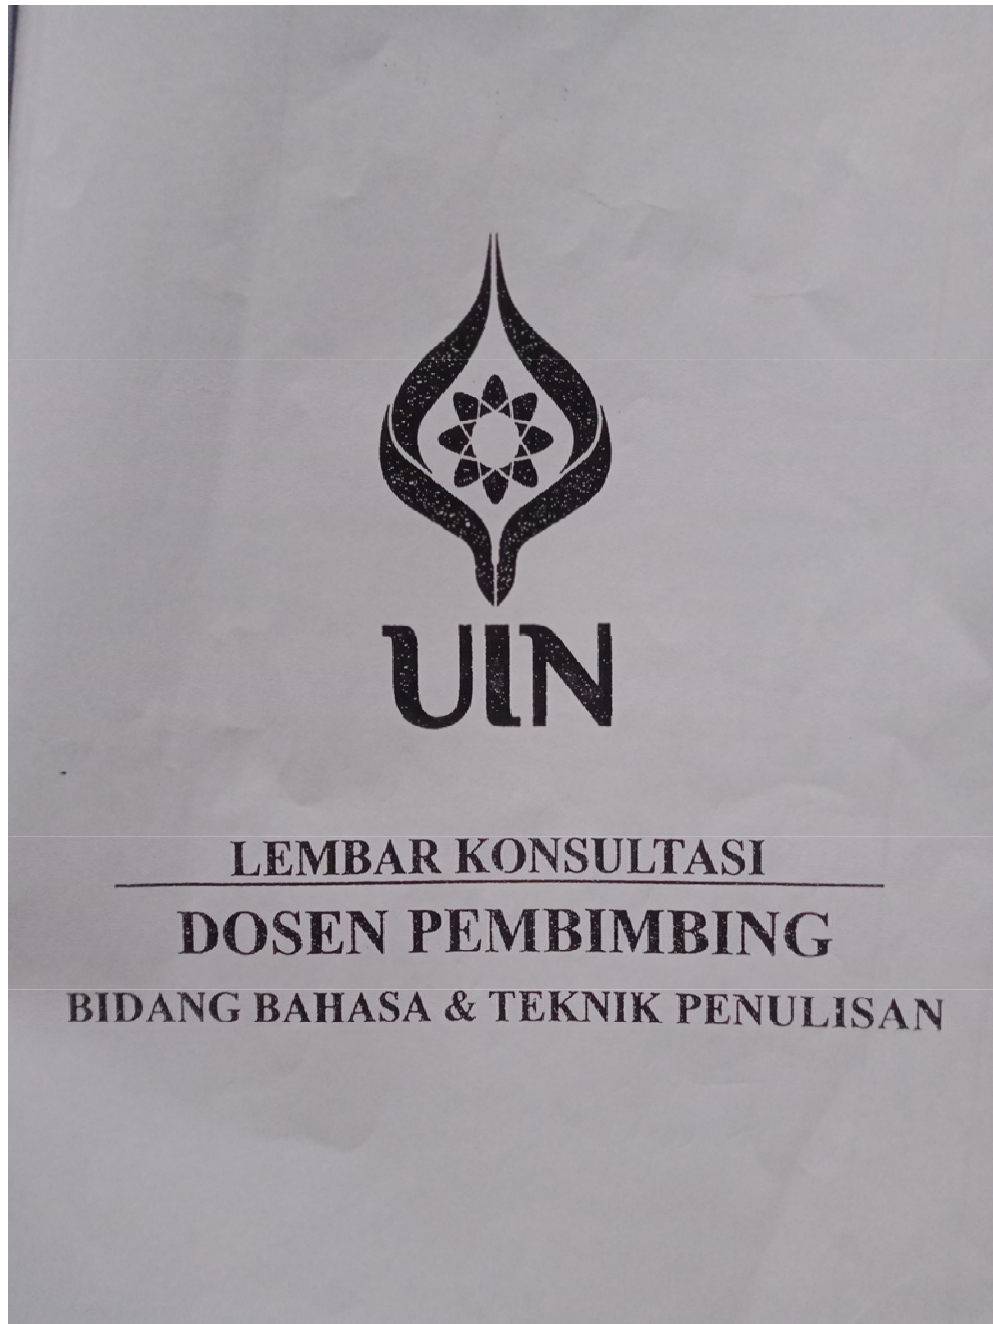 UIN
LEMBAR KONSULTASI
DOSEN PEMBIMBING
BIDANG BAHASA & TEKNIK PENULISAN